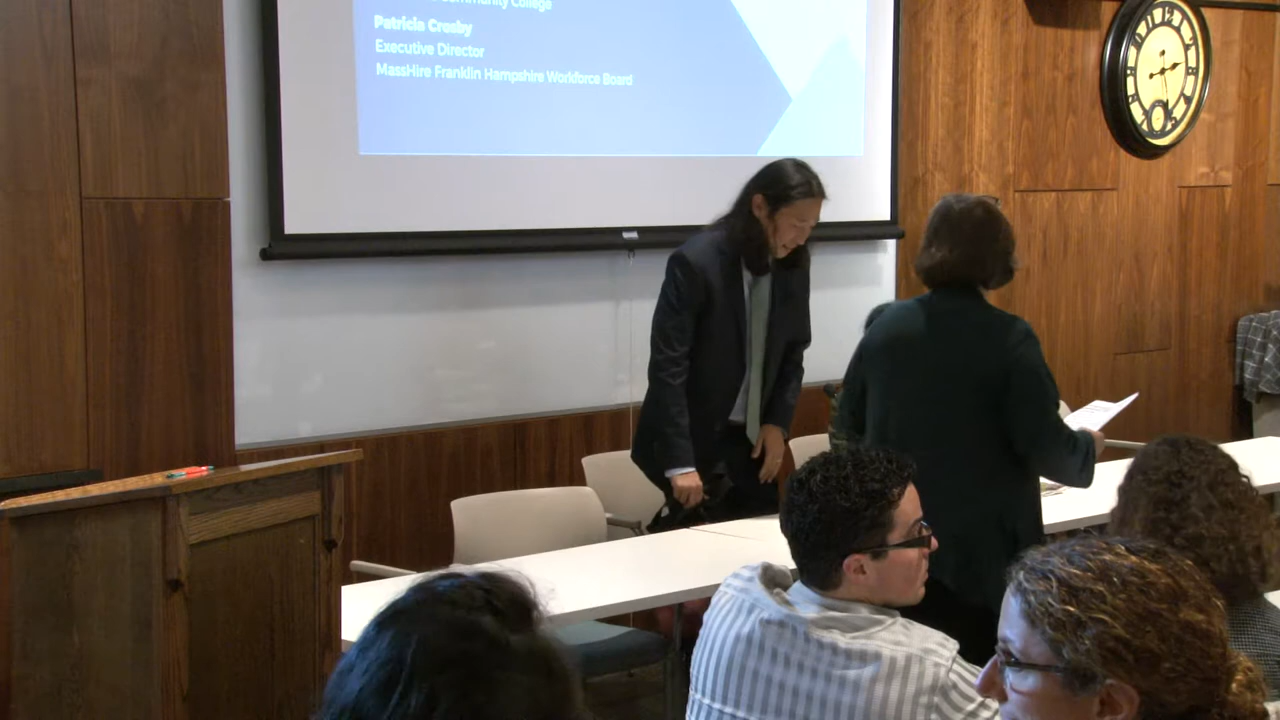 Community College
Patricia Crosby
Executive Director
MassHire Franklin Hampshire Workforce Board